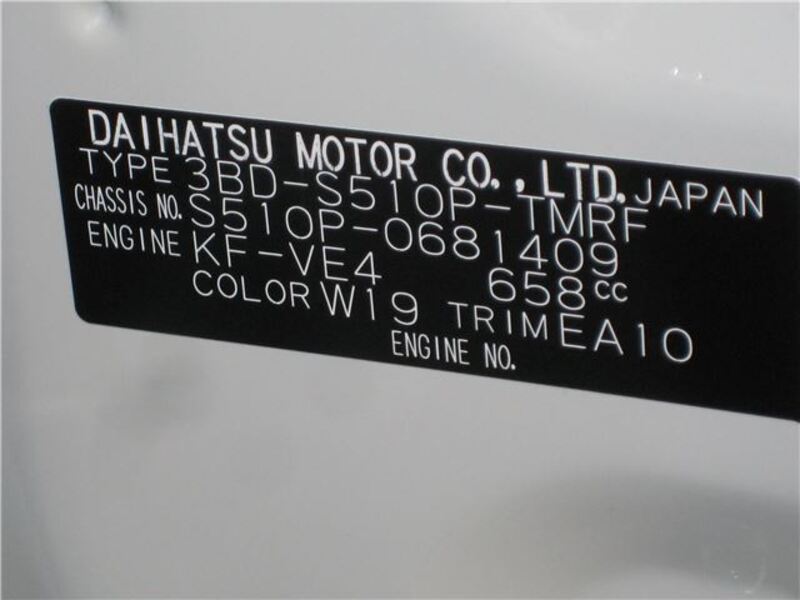 DAIHATSU MOTOR CO.,LTD. JAPAN
TYPE 3BD-S510P-TMRF
CHASSIS NO. S510P-0681409
ENGINE KF-VE4 658cc
COLOR W19 TRIM EA10
ENGINE NO.